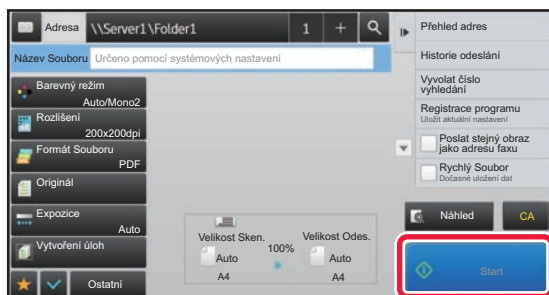 Adresa \\Server1\Folder1 1 +
Název Souboru Určeno pomocí systémových nastavení
Barevný režim
Auto/Mono2
Rozlišení
200x200dpi
Formát Souboru
PDF
Originál
Expozice
Auto
Vytvoření úloh
Ostatní
Velikost Sken.
100%
Velikost Odes.
Auto
Auto
A4
A4
Přehled adres
Historie odeslání
Vyvolat číslo
vyhledání
Registrace programu
Uložit aktuální nastavení
Poslat stejný obraz
jako adresu faxu
Rychlý Soubor
Dočasné uložení dat
Náhled
CA
Start